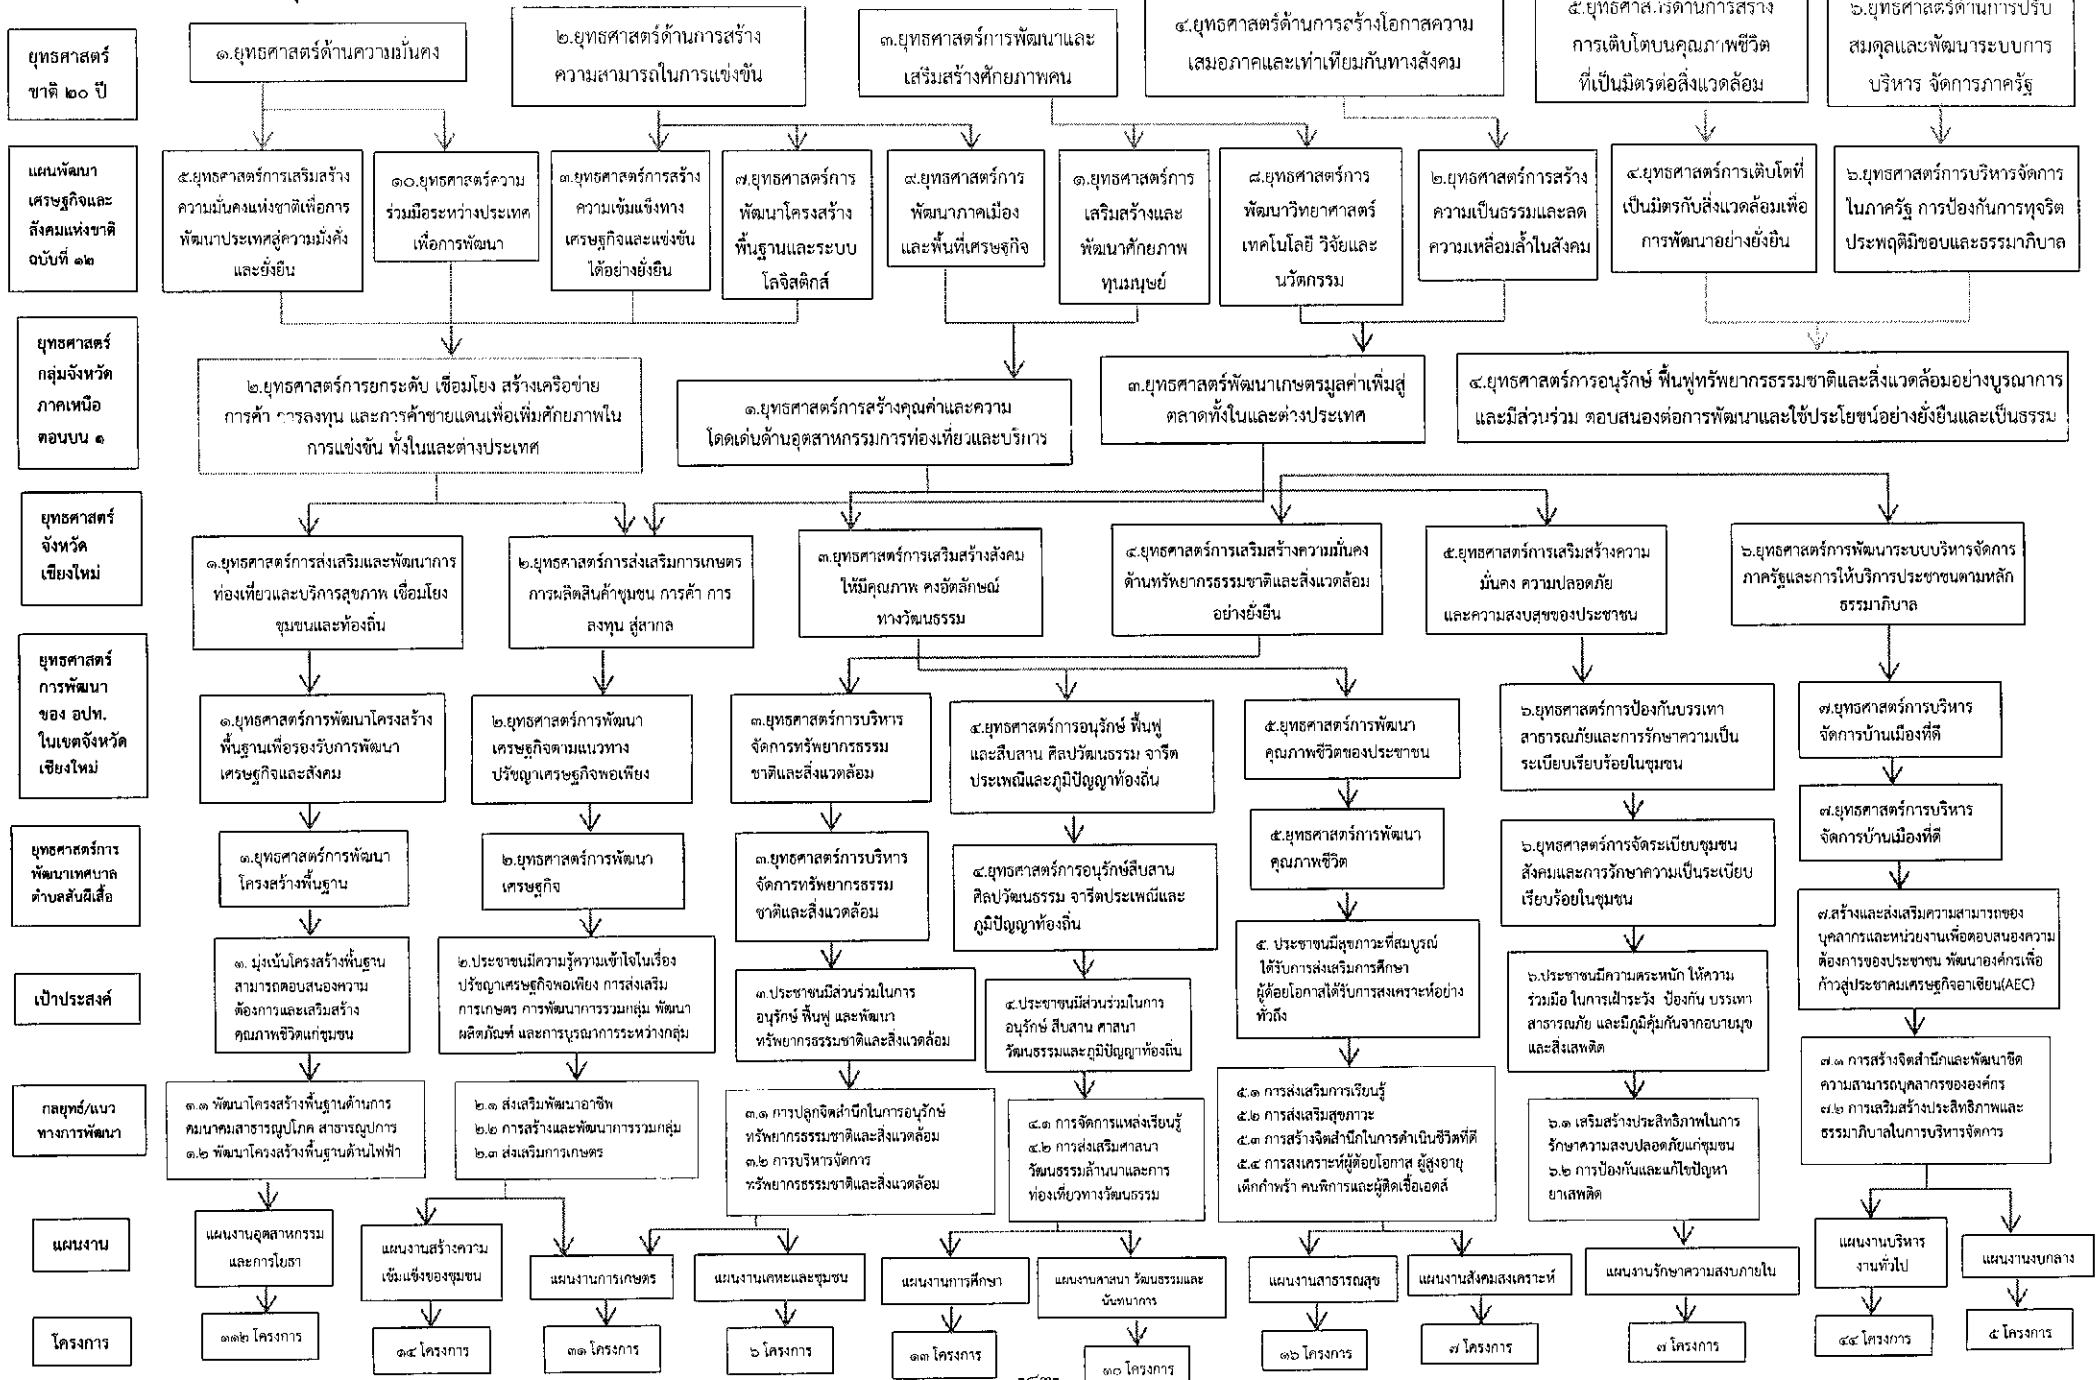 ยุทธศาสตร์
ชาติ ๒๐ ปี
๑.ยุทธศาสตร์ด้านความมั่นคง
๒.ยุทธศาสตร์ด้านการสร้าง
ความสามารถในการแข่งขัน
๓.ยุทธศาสตร์การพัฒนาและ
เสริมสร้างศักยภาพคน
๔.ยุทธศาสตร์ด้านการสร้างโอกาสความ
เสมอภาคและเท่าเทียมกันทางสังคม
๕.ยุทธศาสตร์ด้านการสร้าง
การเติบโตบนคุณภาพชีวิต
ที่เป็นมิตรต่อสิ่งแวดล้อม
๖.ยุทธศาสตร์ด้านการปรับ
สมดุลและพัฒนาระบบการ
บริหาร จัดการภาครัฐ
แผนพัฒนา
เศรษฐกิจและ
สังคมแห่งชาติ
ฉบับที่ ๑๒
๕.ยุทธศาสตร์การเสริมสร้าง
ความมั่นคงแห่งชาติเพื่อการ
พัฒนาประเทศสู่ความมั่งคั่ง
และยั่งยืน
๑๐.ยุทธศาสตร์ความ
ร่วมมือระหว่างประเทศ
เพื่อการพัฒนา
๓.ยุทธศาสตร์การสร้าง
ความเข้มแข็งทาง
เศรษฐกิจและแข่งขัน
ได้อย่างยั่งยืน
๗.ยุทธศาสตร์การ
พัฒนาโครงสร้าง
พื้นฐานและระบบ
โลจิสติกส์
๙.ยุทธศาสตร์การ
พัฒนาภาคเมือง
และพื้นที่เศรษฐกิจ
๑.ยุทธศาสตร์การ
เสริมสร้างและ
พัฒนาศักยภาพ
ทุนมนุษย์
๘.ยุทธศาสตร์การ
พัฒนาวิทยาศาสตร์
เทคโนโลยี วิจัยและ
นวัตกรรม
๒.ยุทธศาสตร์การสร้าง
ความเป็นธรรมและลด
ความเหลื่อมล้ำในสังคม
๔.ยุทธศาสตร์การเติบโตที่
เป็นมิตรกับสิ่งแวดล้อมเพื่อ
การพัฒนาอย่างยั่งยืน
๖.ยุทธศาสตร์การบริหารจัดการ
ในภาครัฐ การป้องกันการทุจริต
ประพฤติมิชอบและธรรมาภิบาล
ยุทธศาสตร์
กลุ่มจังหวัด
ภาคเหนือ
ตอนบน ๑
๒.ยุทธศาสตร์การยกระดับ เชื่อมโยง สร้างเครือข่าย
การค้า การลงทุน และการค้าชายแดนเพื่อเพิ่มศักยภาพใน
การแข่งขัน ทั้งในและต่างประเทศ
๑.ยุทธศาสตร์การสร้างคุณค่าและความ
โดดเด่นด้านอุตสาหกรรมการท่องเที่ยวและบริการ
๓.ยุทธศาสตร์พัฒนาเกษตรมูลค่าเพิ่มสู่
ตลาดทั้งในและต่างประเทศ
๔.ยุทธศาสตร์การอนุรักษ์ ฟื้นฟูทรัพยากรธรรมชาติและสิ่งแวดล้อมอย่างบูรณาการ
และมีส่วนร่วม ตอบสนองต่อการพัฒนาและใช้ประโยชน์อย่างยั่งยืนและเป็นธรรม
ยุทธศาสตร์
จังหวัด
เชียงใหม่
๑.ยุทธศาสตร์การส่งเสริมและพัฒนาการ
ท่องเที่ยวและบริการสุขภาพ เชื่อมโยง
ชุมชนและท้องถิ่น
๒.ยุทธศาสตร์การส่งเสริมการเกษตร
การผลิตสินค้าชุมชน การค้า การ
ลงทุน สู่สากล
๓.ยุทธศาสตร์การเสริมสร้างสังคม
ให้มีคุณภาพ คงอัตลักษณ์
ทางวัฒนธรรม
๔.ยุทธศาสตร์การเสริมสร้างความมั่นคง
ด้านทรัพยากรธรรมชาติและสิ่งแวดล้อม
อย่างยั่งยืน
๕.ยุทธศาสตร์การเสริมสร้างความ
มั่นคง ความปลอดภัย
และความสงบสุขของประชาชน
๖.ยุทธศาสตร์การพัฒนาระบบบริหารจัดการ
ภาครัฐและการให้บริการประชาชนตามหลัก
ธรรมาภิบาล
ยุทธศาสตร์
การพัฒนา
ของ อปท.
ในเขตจังหวัด
เชียงใหม่
๑.ยุทธศาสตร์การพัฒนาโครงสร้าง
พื้นฐานเพื่อรองรับการพัฒนา
เศรษฐกิจและสังคม
๒.ยุทธศาสตร์การพัฒนา
เศรษฐกิจตามแนวทาง
ปรัชญาเศรษฐกิจพอเพียง
๓.ยุทธศาสตร์การบริหาร
จัดการทรัพยากรธรรม
ชาติและสิ่งแวดล้อม
๔.ยุทธศาสตร์การอนุรักษ์ ฟื้นฟู
และสืบสาน ศิลปวัฒนธรรม จารีต
ประเพณีและภูมิปัญญาท้องถิ่น
๕.ยุทธศาสตร์การพัฒนา
คุณภาพชีวิตของประชาชน
๖.ยุทธศาสตร์การป้องกันบรรเทา
สาธารณภัยและการรักษาความเป็น
ระเบียบเรียบร้อยในชุมชน
๗.ยุทธศาสตร์การบริหาร
จัดการบ้านเมืองที่ดี
ยุทธศาสตร์การ
พัฒนาเทศบาล
ตำบลสันผีเสื้อ
๑.ยุทธศาสตร์การพัฒนา
โครงสร้างพื้นฐาน
๒.ยุทธศาสตร์การพัฒนา
เศรษฐกิจ
๓.ยุทธศาสตร์การบริหาร
จัดการทรัพยากรธรรม
ชาติและสิ่งแวดล้อม
๔.ยุทธศาสตร์การอนุรักษ์สืบสาน
ศิลปวัฒนธรรม จารีตประเพณีและ
ภูมิปัญญาท้องถิ่น
๕.ยุทธศาสตร์การพัฒนา
คุณภาพชีวิต
๖.ยุทธศาสตร์การจัดระเบียบชุมชน
สังคมและการรักษาความเป็นระเบียบ
เรียบร้อยในชุมชน
๗.ยุทธศาสตร์การบริหาร
จัดการบ้านเมืองที่ดี
เป้าประสงค์
๑. มุ่งเน้นโครงสร้างพื้นฐาน
สามารถตอบสนองความ
ต้องการและเสริมสร้าง
คุณภาพชีวิตแก่ชุมชน
๒.ประชาชนมีความรู้ความเข้าใจในเรื่อง
ปรัชญาเศรษฐกิจพอเพียง การส่งเสริม
การเกษตร การพัฒนาการรวมกลุ่ม พัฒนา
ผลิตภัณฑ์ และการบูรณาการระหว่างกลุ่ม
๓.ประชาชนมีส่วนร่วมในการ
อนุรักษ์ ฟื้นฟู และพัฒนา
ทรัพยากรธรรมชาติและสิ่งแวดล้อม
๔.ประชาชนมีส่วนร่วมในการ
อนุรักษ์ สืบสาน ศาสนา
วัฒนธรรมและภูมิปัญญาท้องถิ่น
๕. ประชาชนมีสุขภาวะที่สมบูรณ์
ได้รับการส่งเสริมการศึกษา
ผู้ด้อยโอกาสได้รับการสงเคราะห์อย่าง
ทั่วถึง
๖.ประชาชนมีความตระหนัก ให้ความ
ร่วมมือ ในการเฝ้าระวัง ป้องกัน บรรเทา
สาธารณภัย และมีภูมิคุ้มกันจากอบายมุข
และสิ่งเสพติด
๗.สร้างและส่งเสริมความสามารถของ
บุคลากรและหน่วยงานเพื่อตอบสนองความ
ต้องการของประชาชน พัฒนาองค์กรเพื่อ
ก้าวสู่ประชาคมเศรษฐกิจอาเซียน(AEC)
กลยุทธ์/แนว
ทางการพัฒนา
๑.๑ พัฒนาโครงสร้างพื้นฐานด้านการ
คมนาคมสาธารณูปโภค สาธารณูปการ
๑.๒ พัฒนาโครงสร้างพื้นฐานด้านไฟฟ้า
๒.๑ ส่งเสริมพัฒนาอาชีพ
๒.๒ การสร้างและพัฒนาการรวมกลุ่ม
๒.๓ ส่งเสริมการเกษตร
๓.๑ การปลูกจิตสำนึกในการอนุรักษ์
ทรัพยากรธรรมชาติและสิ่งแวดล้อม
๓.๒ การบริหารจัดการ
ทรัพยากรธรรมชาติและสิ่งแวดล้อม
๔.๑ การจัดการแหล่งเรียนรู้
๔.๒ การส่งเสริมศาสนา
วัฒนธรรมล้านนาและการ
ท่องเที่ยวทางวัฒนธรรม
๕.๑ การส่งเสริมการเรียนรู้
๕.๒ การส่งเสริมสุขภาวะ
๕.๓ การสร้างจิตสำนึกในการดำเนินชีวิตที่ดี
๕.๔ การสงเคราะห์ผู้ด้อยโอกาส ผู้สูงอายุ
เด็กกำพร้า คนพิการและผู้ติดเชื้อเอดส์
๖.๑ เสริมสร้างประสิทธิภาพในการ
รักษาความสงบปลอดภัยแก่ชุมชน
๖.๒ การป้องกันและแก้ไขปัญหา
ยาเสพติด
๗.๑ การสร้างจิตสำนึกและพัฒนาขีด
ความสามารถบุคลากรขององค์กร
๗.๒ การเสริมสร้างประสิทธิภาพและ
ธรรมาภิบาลในการบริหารจัดการ
แผนงาน
แผนงานอุตสาหกรรม
และการโยธา
แผนงานสร้างความ
เข้มแข็งของชุมชน
แผนงานการเกษตร
แผนงานเคหะและชุมชน
แผนงานการศึกษา
แผนงานศาสนา วัฒนธรรมและ
นันทนาการ
แผนงานสาธารณสุข
แผนงานสังคมสงเคราะห์
แผนงานรักษาความสงบภายใน
แผนงานบริหาร
งานทั่วไป
แผนงานงบกลาง
โครงการ
๑๑๒ โครงการ
๑๔ โครงการ
๓๑ โครงการ
๖ โครงการ
๑๓ โครงการ
๓๐ โครงการ
๑๖ โครงการ
๗ โครงการ
๗ โครงการ
๔๔ โครงการ
๕ โครงการ